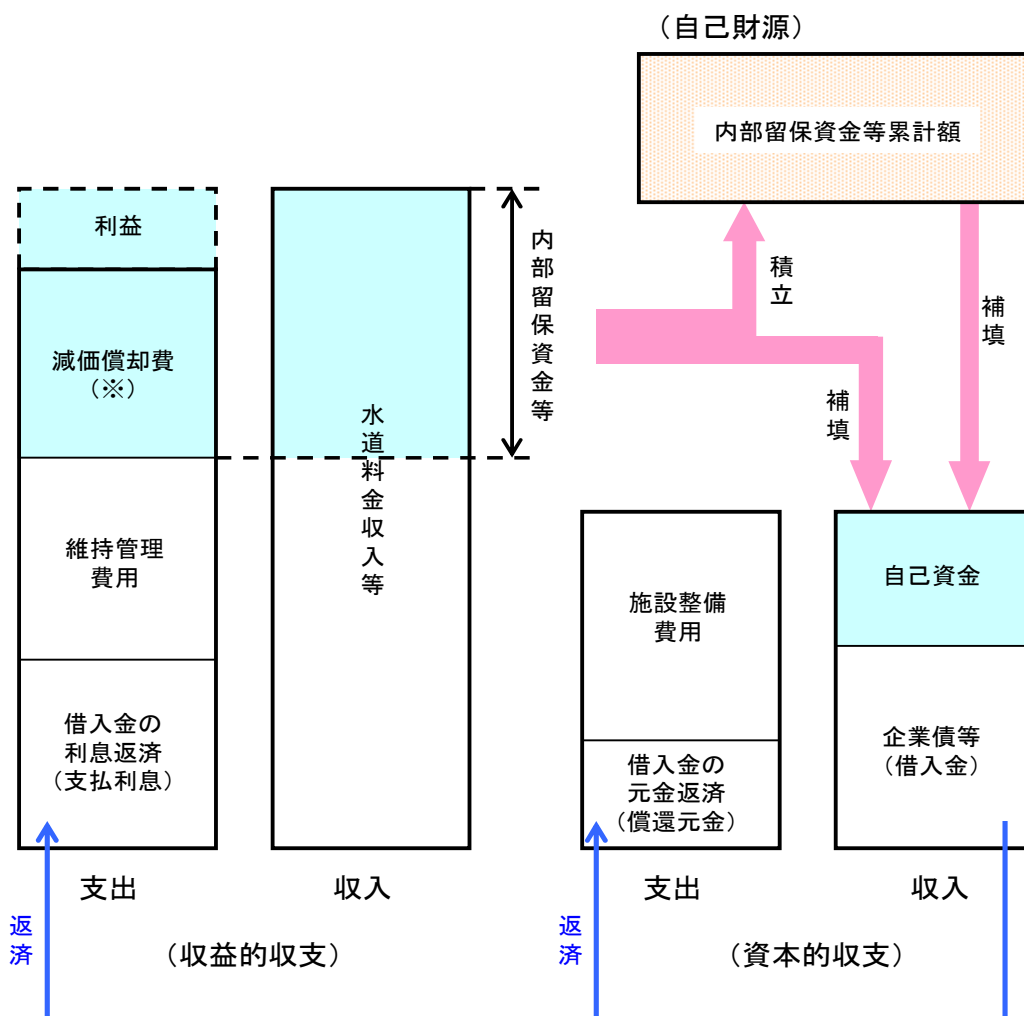 （自己財源）
内部留保資金等累計額
利益
減価償却費
（※）
維持管理
費用
借入金の
利息返済
（支払利息）
水道料金収入等
内部留保資金等
積立
補填
補填
施設整備
費用
借入金の
元金返済
（償還元金）
自己資金
企業債等
（借入金）
支出
収入
支出
収入
返済
（収益的収支）
返済
（資本的収支）